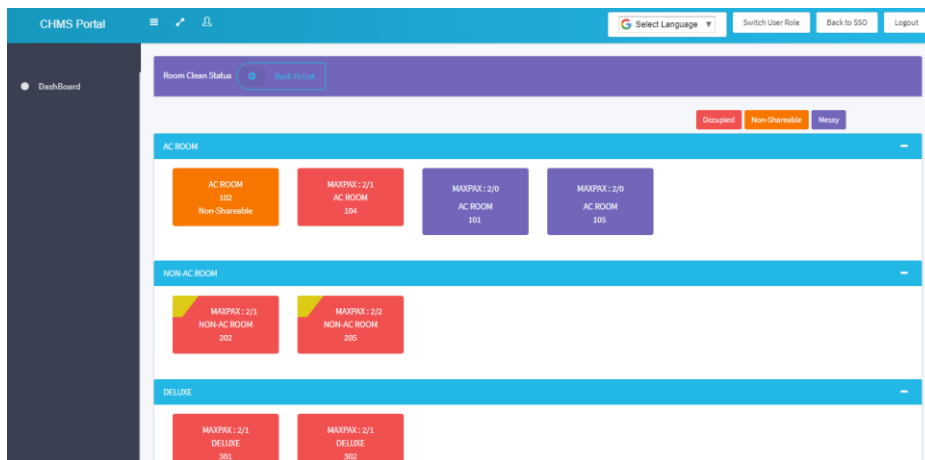 CHMS Portal
Select Language ▼
Switch User Role
Back to SSO
Logout
DashBoard
Room Clean Status
Back To List
Occupied
Non-Shareable
Messy
AC ROOM
AC ROOM
102
Non-Shareable
MAXPAX : 2/1
AC ROOM
104
MAXPAX : 2/0
AC ROOM
101
MAXPAX : 2/0
AC ROOM
105
NON-AC ROOM
MAXPAX : 2/1
NON-AC ROOM
202
MAXPAX : 2/2
NON-AC ROOM
205
DELUXE
MAXPAX : 2/1
DELUXE
301
MAXPAX : 2/1
DELUXE
302